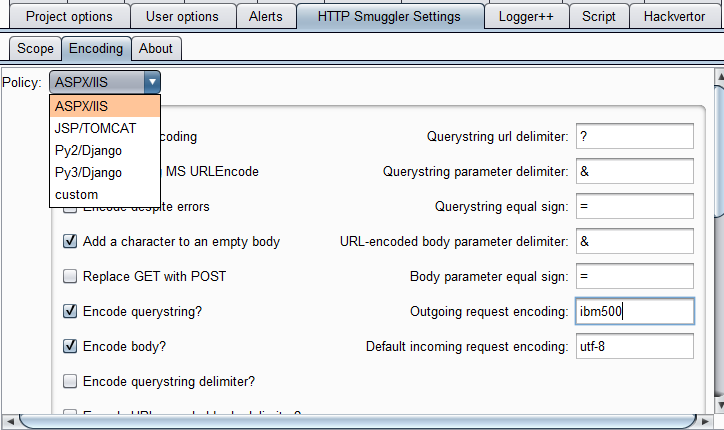 Project options User options Alerts HTTP Smuggler Settings Logger++ Script Hackvertor
Scope Encoding About
Policy: ASPX/IIS
ASPX/IIS
JSP/TOMCAT
Py2/Django
Py3/Django
custom
coding Querystring url delimiter: ?
MS URLEncode Querystring parameter delimiter: &
Encode despite errors Querystring equal sign: =
Add a character to an empty body URL-encoded body parameter delimiter: &
Replace GET with POST Body parameter equal sign: =
Encode querystring? Outgoing request encoding: ibm500
Encode body? Default incoming request encoding: utf-8
Encode querystring delimiter?